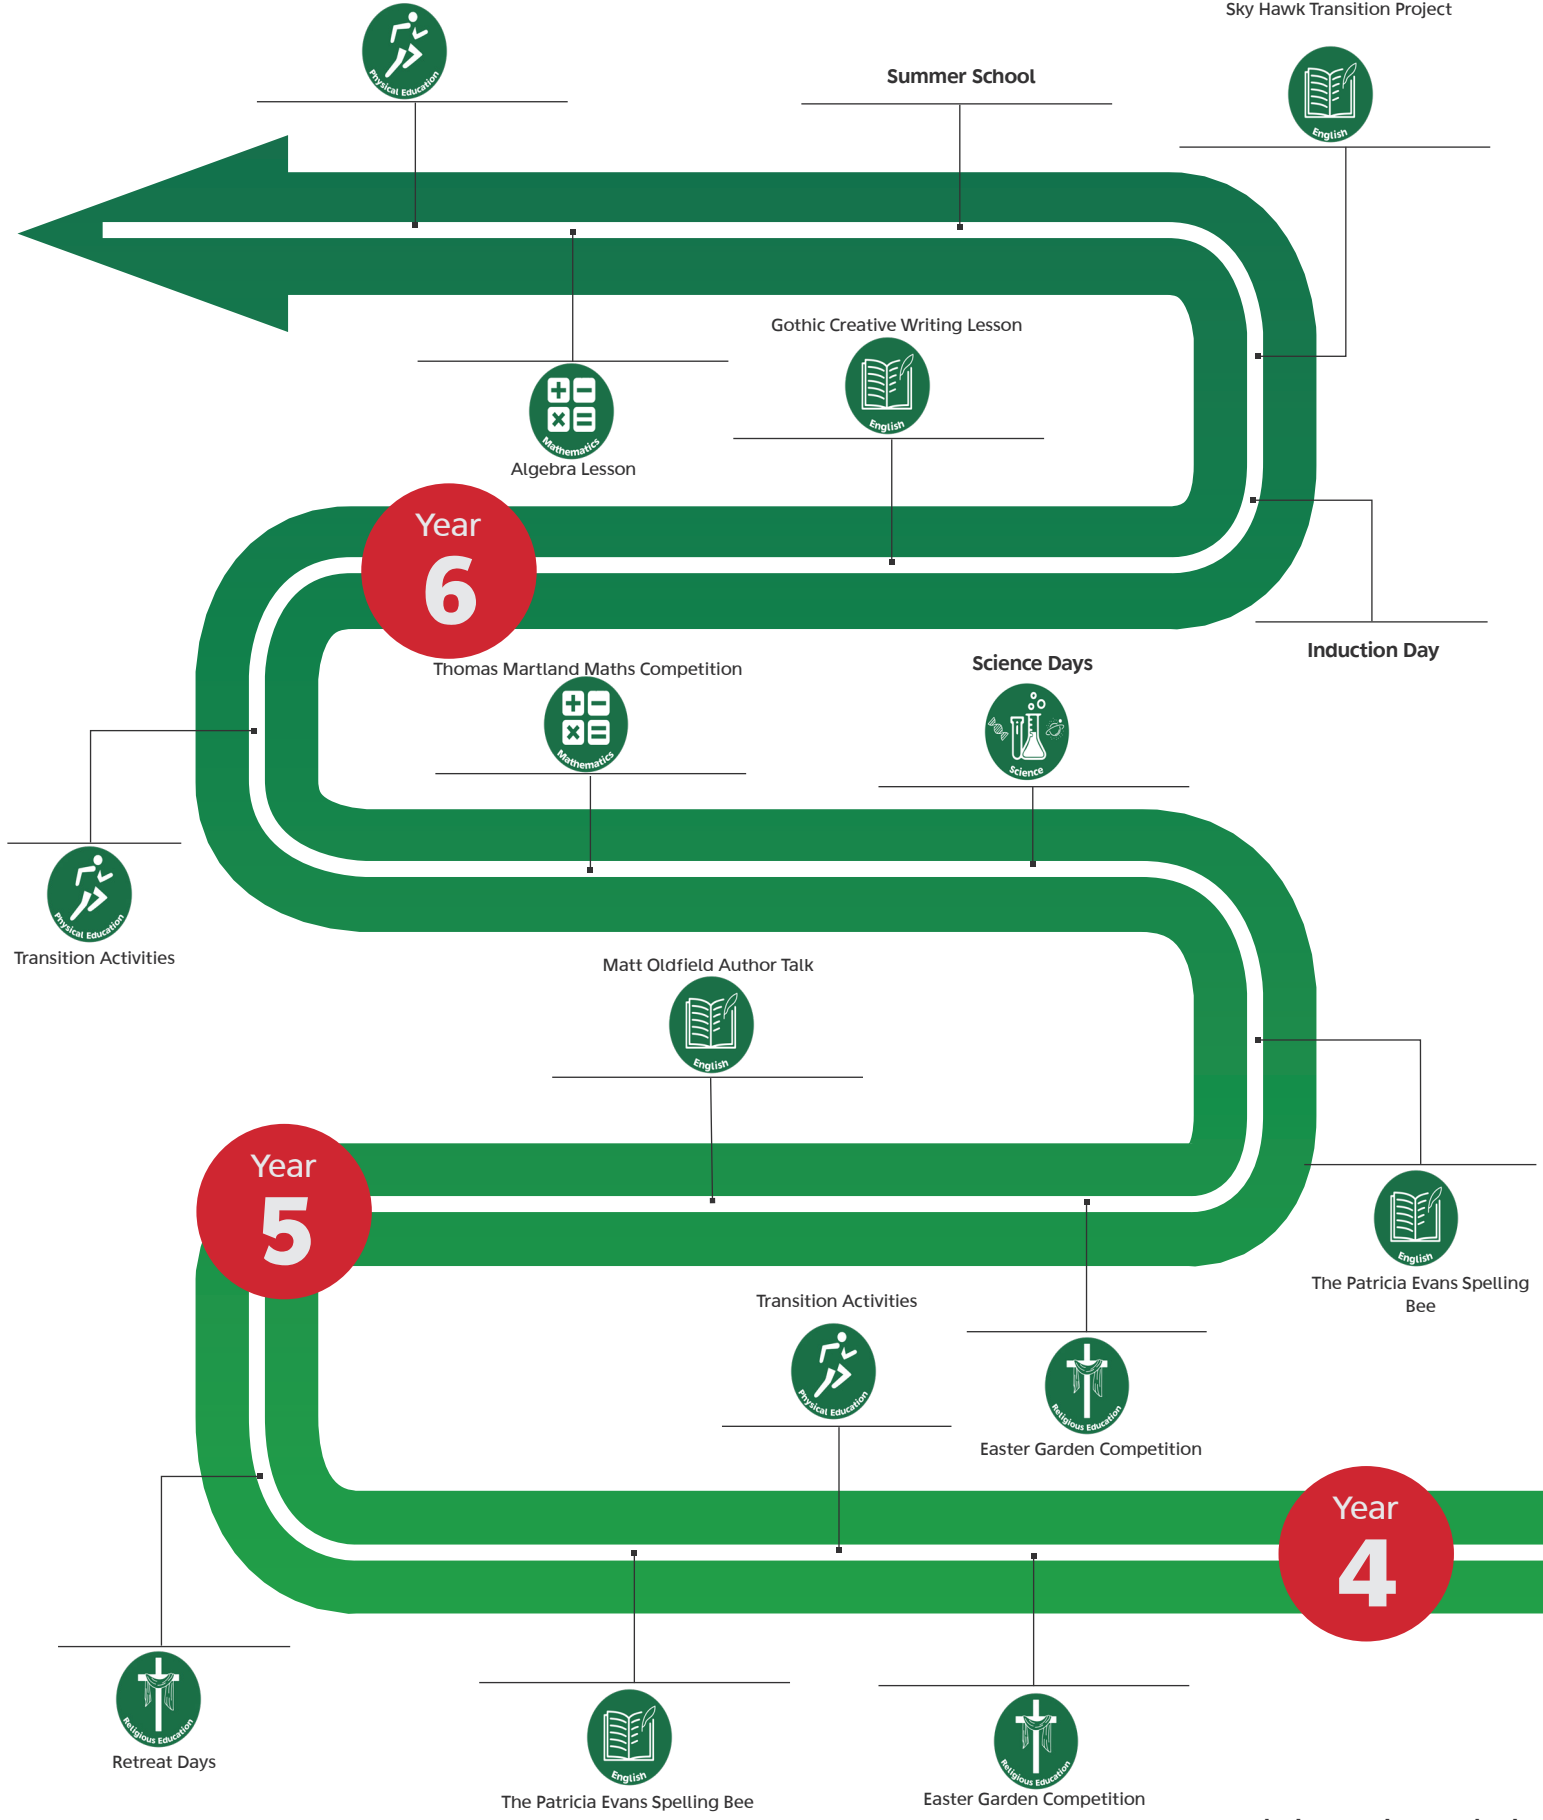 Sky Hawk Transition Project
Physical Education
Summer School
English
Gothic Creative Writing Lesson
English
Mathematics
Algebra Lesson
Year
6
Induction Day
Thomas Martland Maths Competition
Mathematics
Science Days
Science
Physical Education
Transition Activities
Matt Oldfield Author Talk
English
Year
5
English
The Patricia Evans Spelling
Bee
Transition Activities
Physical Education
Religious Education
Easter Garden Competition
Year
4
Religious Education
Retreat Days
English
The Patricia Evans Spelling Bee
Religious Education
Easter Garden Competition